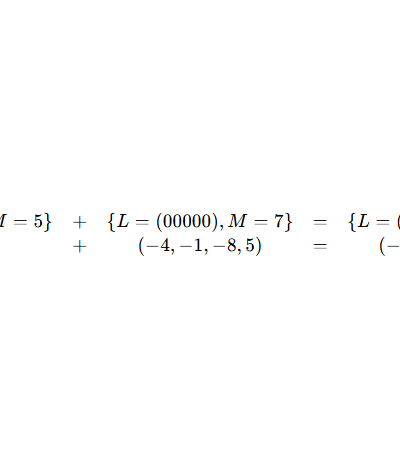 M = 5} + {L = (00000), M = 7} = {L = (
+ (−4, −1, −8, 5) = (−